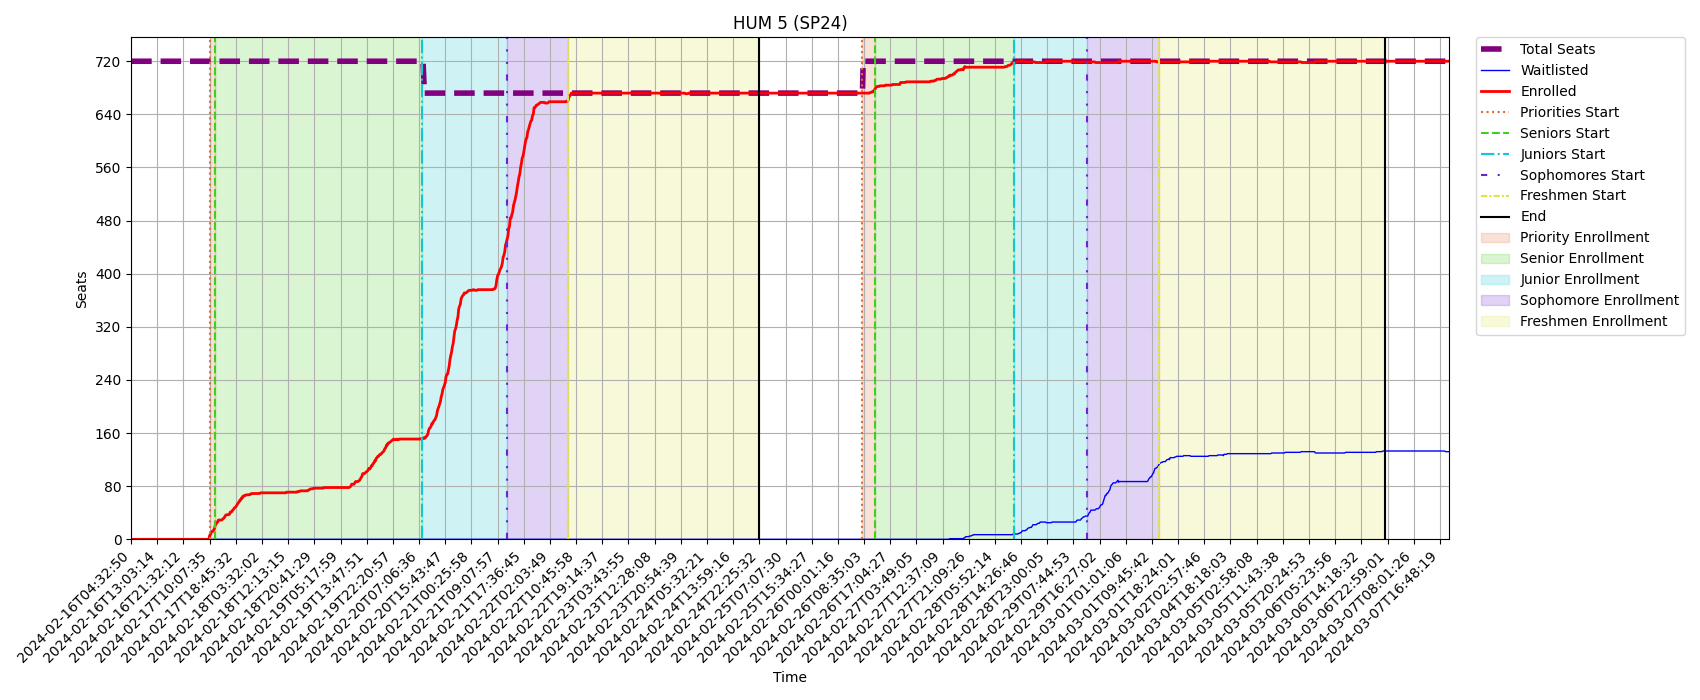 HUM 5 (SP24)
Seats
720
640
560
480
400
320
240
160
80
0
2024-02-16T04:32:50
2024-02-16T13:03:14
2024-02-16T21:32:12
2024-02-17T10:07:35
2024-02-17T18:45:32
2024-02-18T03:32:02
2024-02-18T12:13:15
2024-02-18T20:41:29
2024-02-19T05:17:59
2024-02-19T13:47:51
2024-02-19T22:20:57
2024-02-20T07:06:36
2024-02-20T15:43:47
2024-02-21T00:25:58
2024-02-21T09:07:57
2024-02-21T17:36:45
2024-02-22T02:03:49
2024-02-22T10:45:58
2024-02-22T19:14:37
2024-02-23T03:43:55
2024-02-23T12:28:08
2024-02-23T20:54:39
2024-02-24T05:32:21
2024-02-24T13:59:16
2024-02-24T22:25:32
2024-02-25T07:07:30
2024-02-25T15:34:27
2024-02-26T00:01:16
2024-02-26T08:35:03
2024-02-26T17:04:27
2024-02-27T03:49:05
2024-02-27T12:37:09
2024-02-27T21:09:26
2024-02-28T05:52:14
2024-02-28T14:26:46
2024-02-28T23:00:05
2024-02-29T07:44:53
2024-02-29T16:27:02
2024-03-01T01:01:06
2024-03-01T09:45:42
2024-03-01T18:24:01
2024-03-02T02:57:46
2024-03-04T18:18:03
2024-03-05T02:58:08
2024-03-05T11:43:38
2024-03-05T20:24:53
2024-03-06T05:23:56
2024-03-06T14:18:32
2024-03-06T22:59:01
2024-03-07T08:01:26
2024-03-07T16:48:19
Time
Total Seats
Waitlisted
Enrolled
Priorities Start
Seniors Start
Juniors Start
Sophomores Start
Freshmen Start
End
Priority Enrollment
Senior Enrollment
Junior Enrollment
Sophomore Enrollment
Freshmen Enrollment